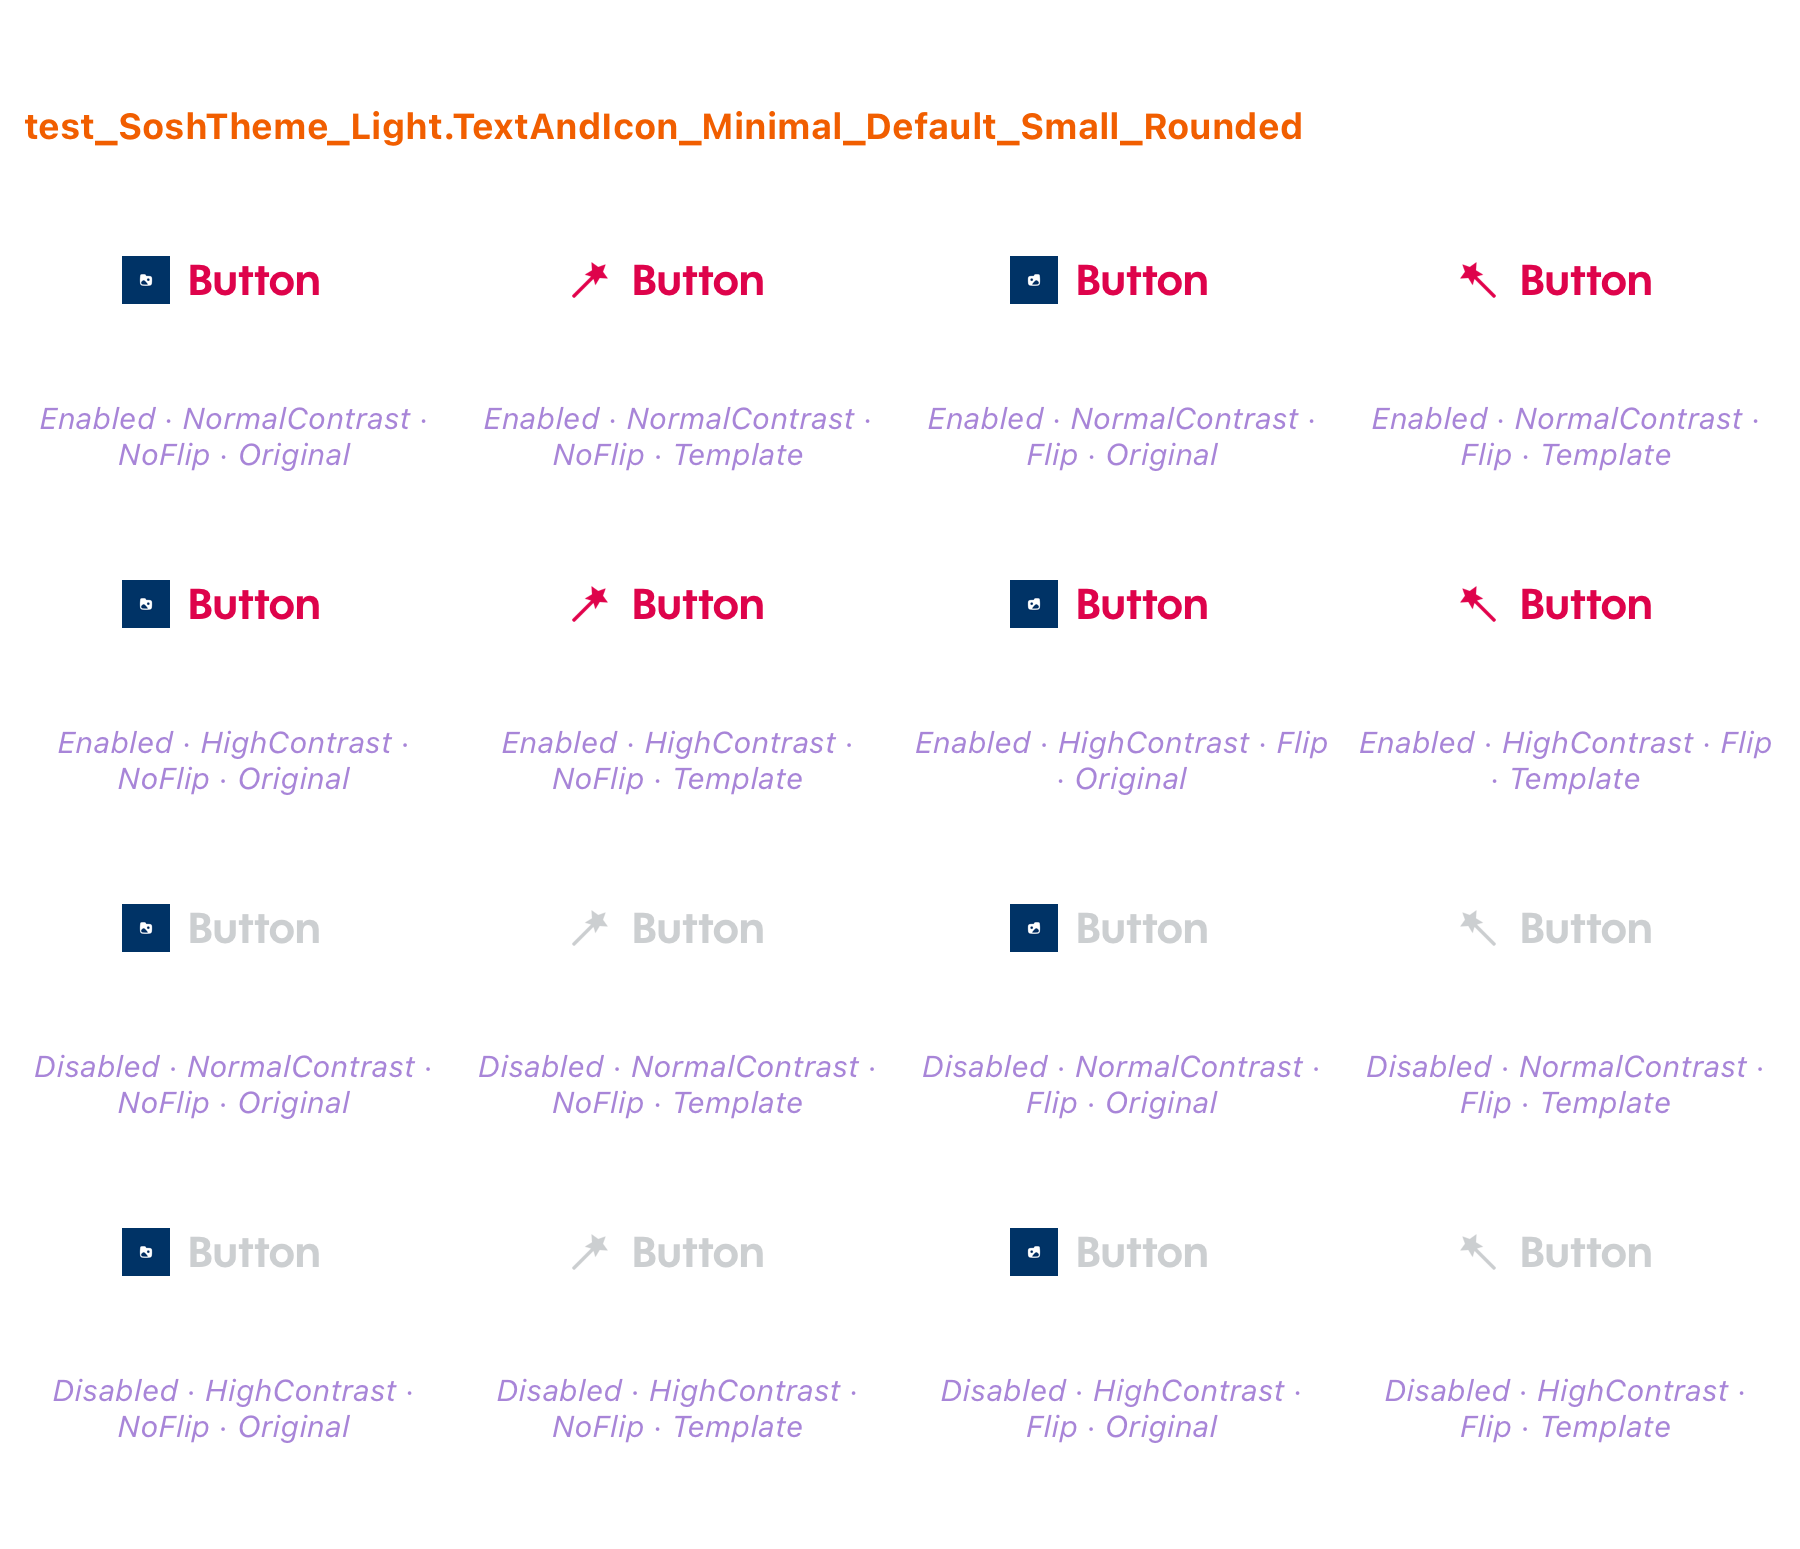 test_SoshTheme_Light.TextAndIcon_Minimal_Default_Small_Rounded
Button
Button
Button
Button
Enabled · NormalContrast ·
NoFlip · Original
Enabled · NormalContrast ·
NoFlip · Template
Enabled · NormalContrast ·
Flip · Original
Enabled · NormalContrast ·
Flip · Template
Button
Button
Button
Button
Enabled · HighContrast ·
NoFlip · Original
Enabled · HighContrast ·
NoFlip · Template
Enabled · HighContrast · Flip
· Original
Enabled · HighContrast · Flip
· Template
Button
Button
Button
Button
Disabled · NormalContrast ·
NoFlip · Original
Disabled · NormalContrast ·
NoFlip · Template
Disabled · NormalContrast ·
Flip · Original
Disabled · NormalContrast ·
Flip · Template
Button
Button
Button
Button
Disabled · HighContrast ·
NoFlip · Original
Disabled · HighContrast ·
NoFlip · Template
Disabled · HighContrast ·
Flip · Original
Disabled · HighContrast ·
Flip · Template